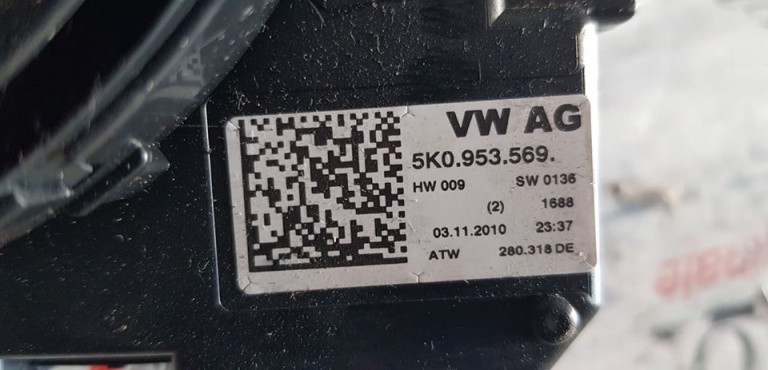 VW AG
5K0.953.569.
HW 009 SW 0136
(2) 1688
03.11.2010 23:37
ATW 280.318 DE